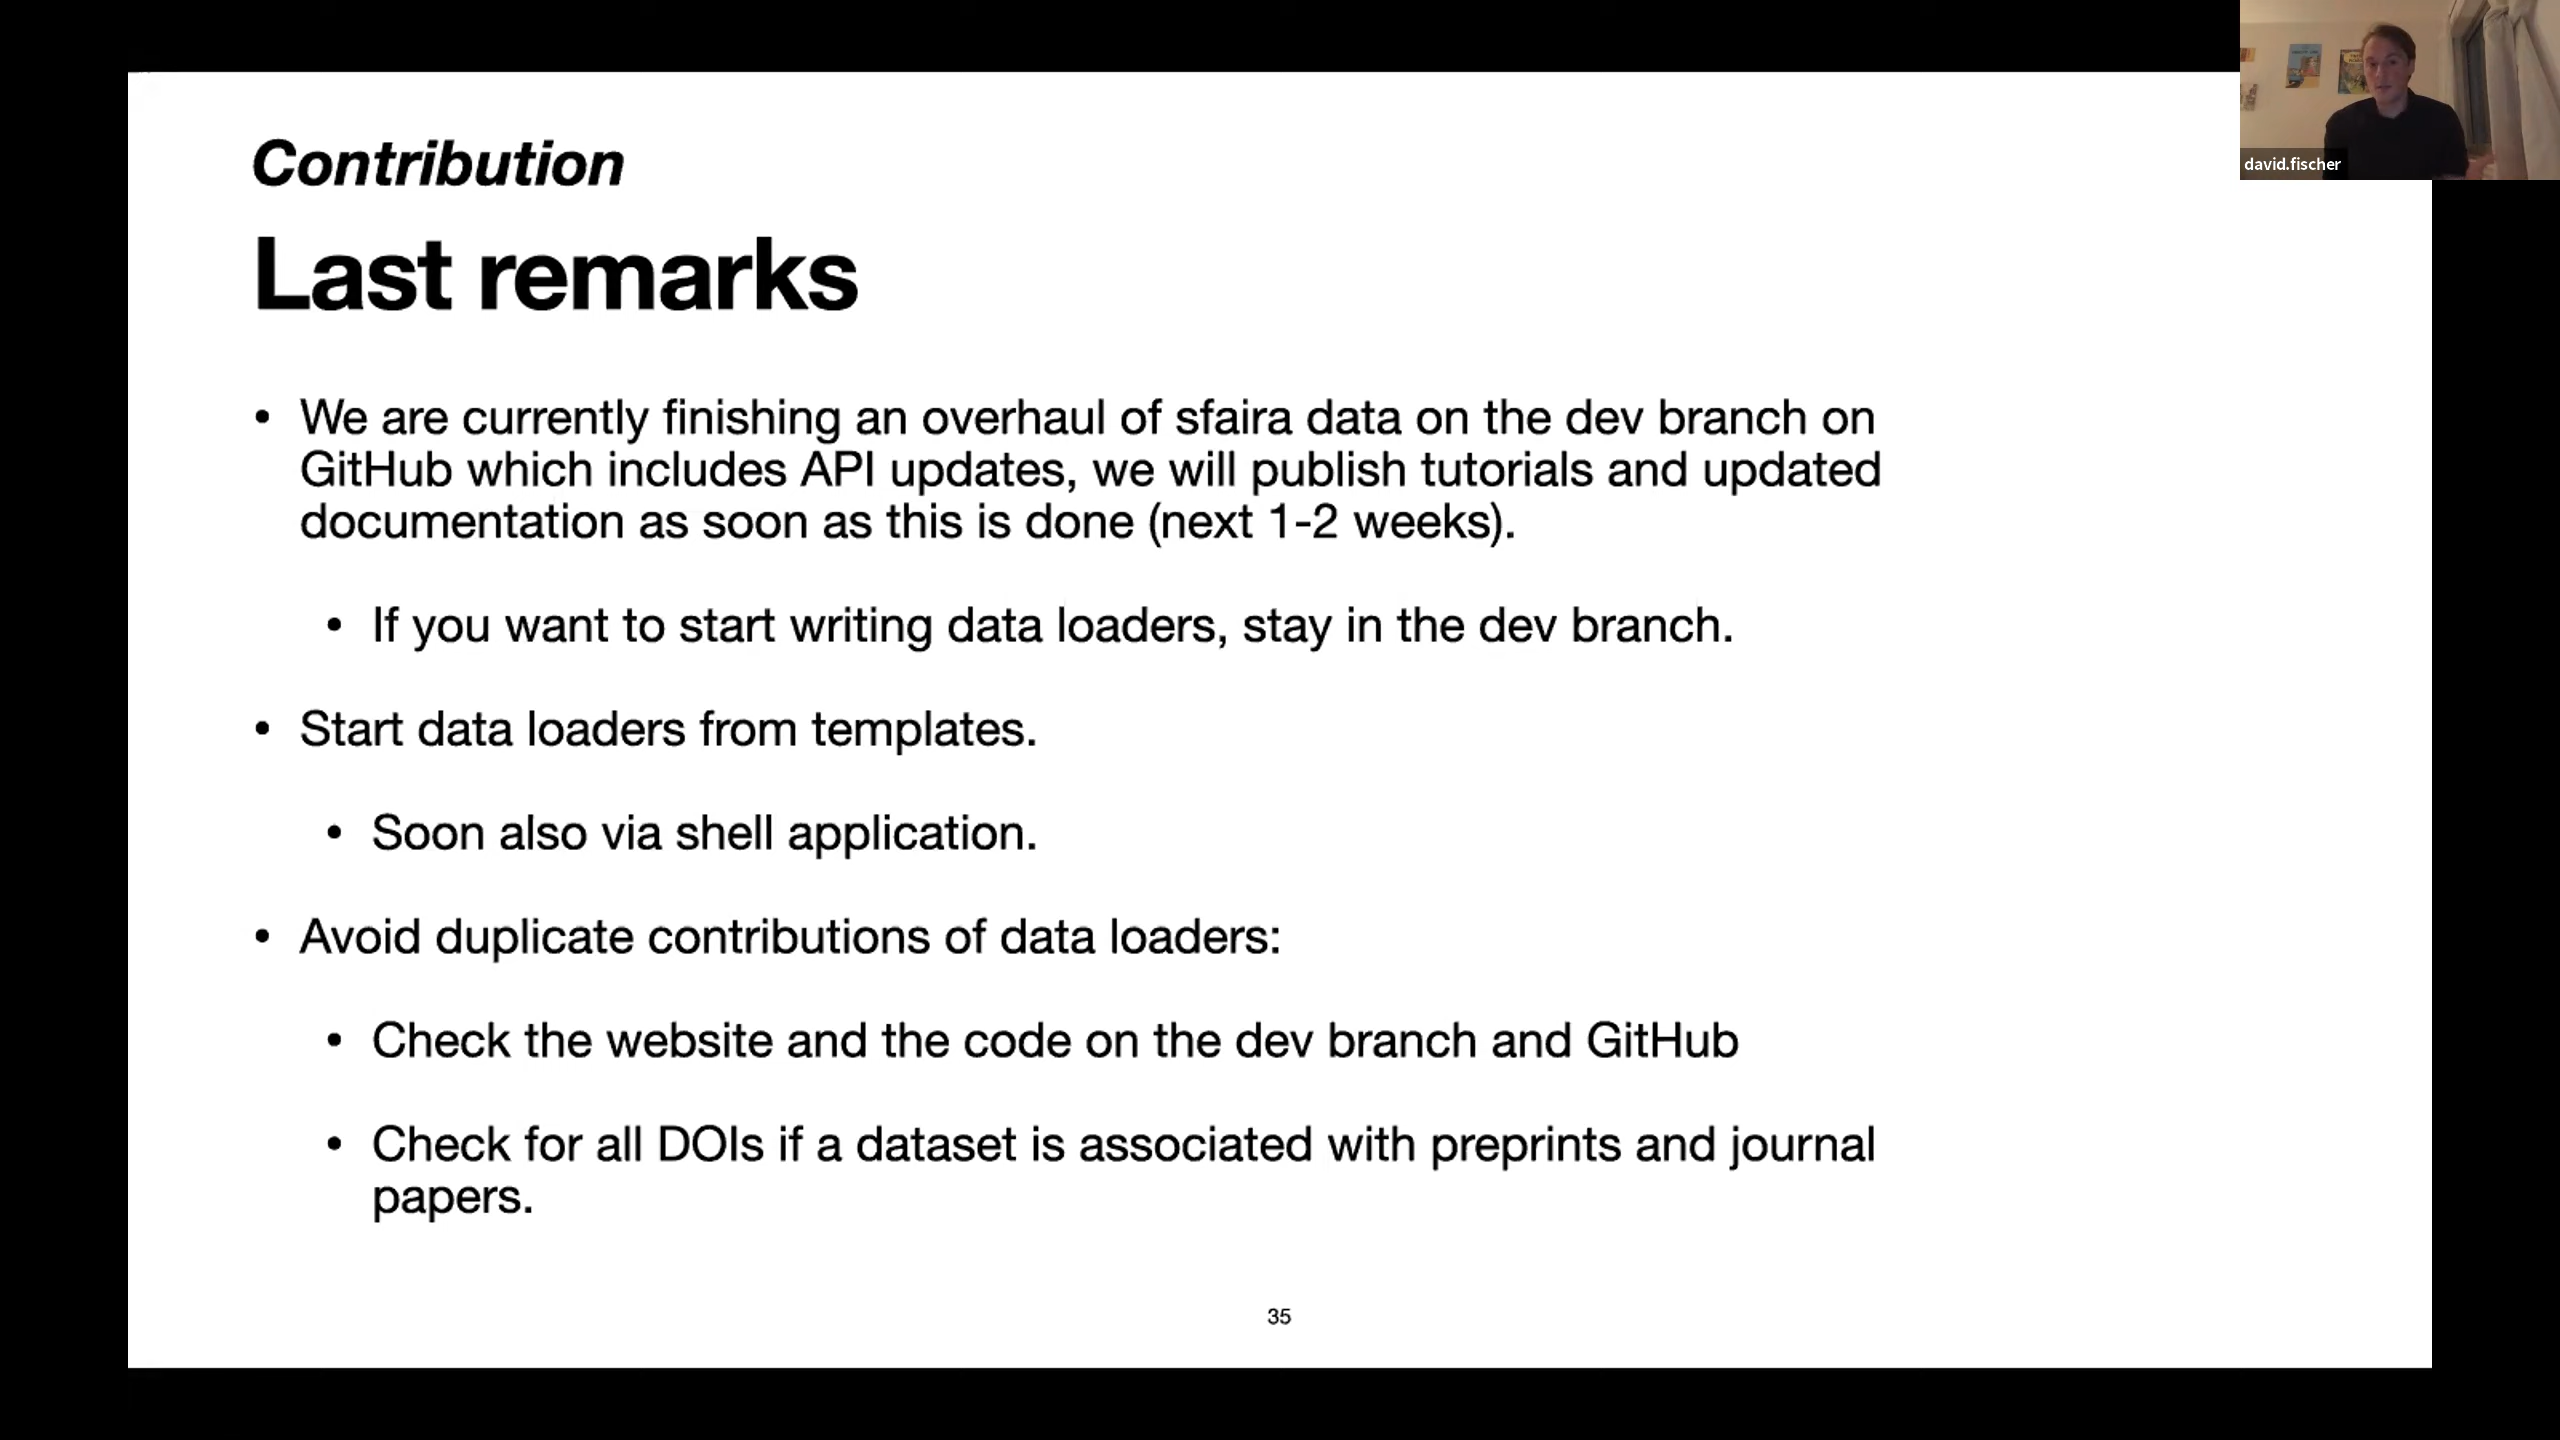 Contribution
Last remarks
• We are currently finishing an overhaul of sfaira data on the dev branch on
GitHub which includes API updates, we will publish tutorials and updated
documentation as soon as this is done (next 1-2 weeks).
• If you want to start writing data loaders, stay in the dev branch.
• Start data loaders from templates.
• Soon also via shell application.
• Avoid duplicate contributions of data loaders:
• Check the website and the code on the dev branch and GitHub
• Check for all DOIs if a dataset is associated with preprints and journal
papers.
35
david.fischer